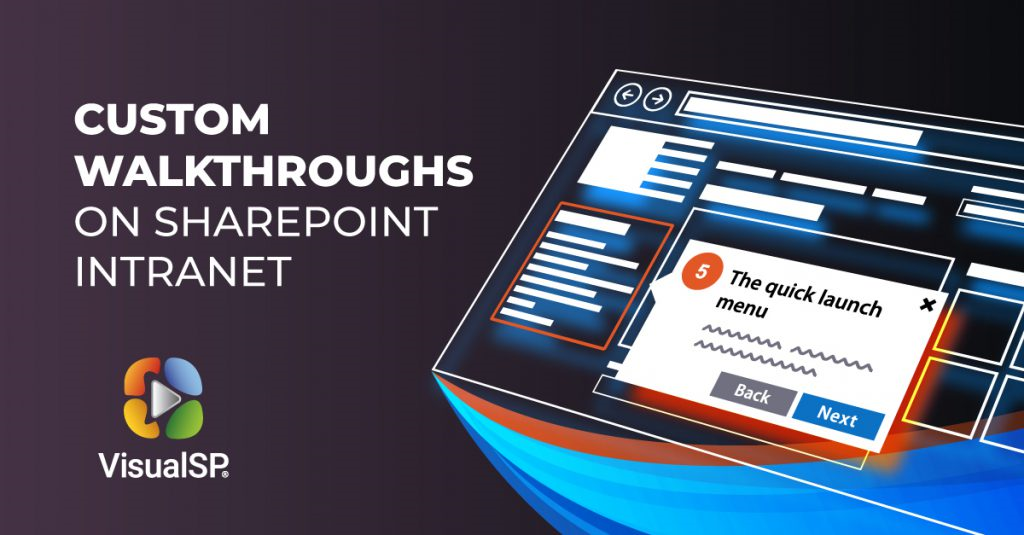 CUSTOM
WALKTHROUGHS
ON SHAREPOINT
INTRANET
VisualSP®
5
The quick launch
menu
Back
Next